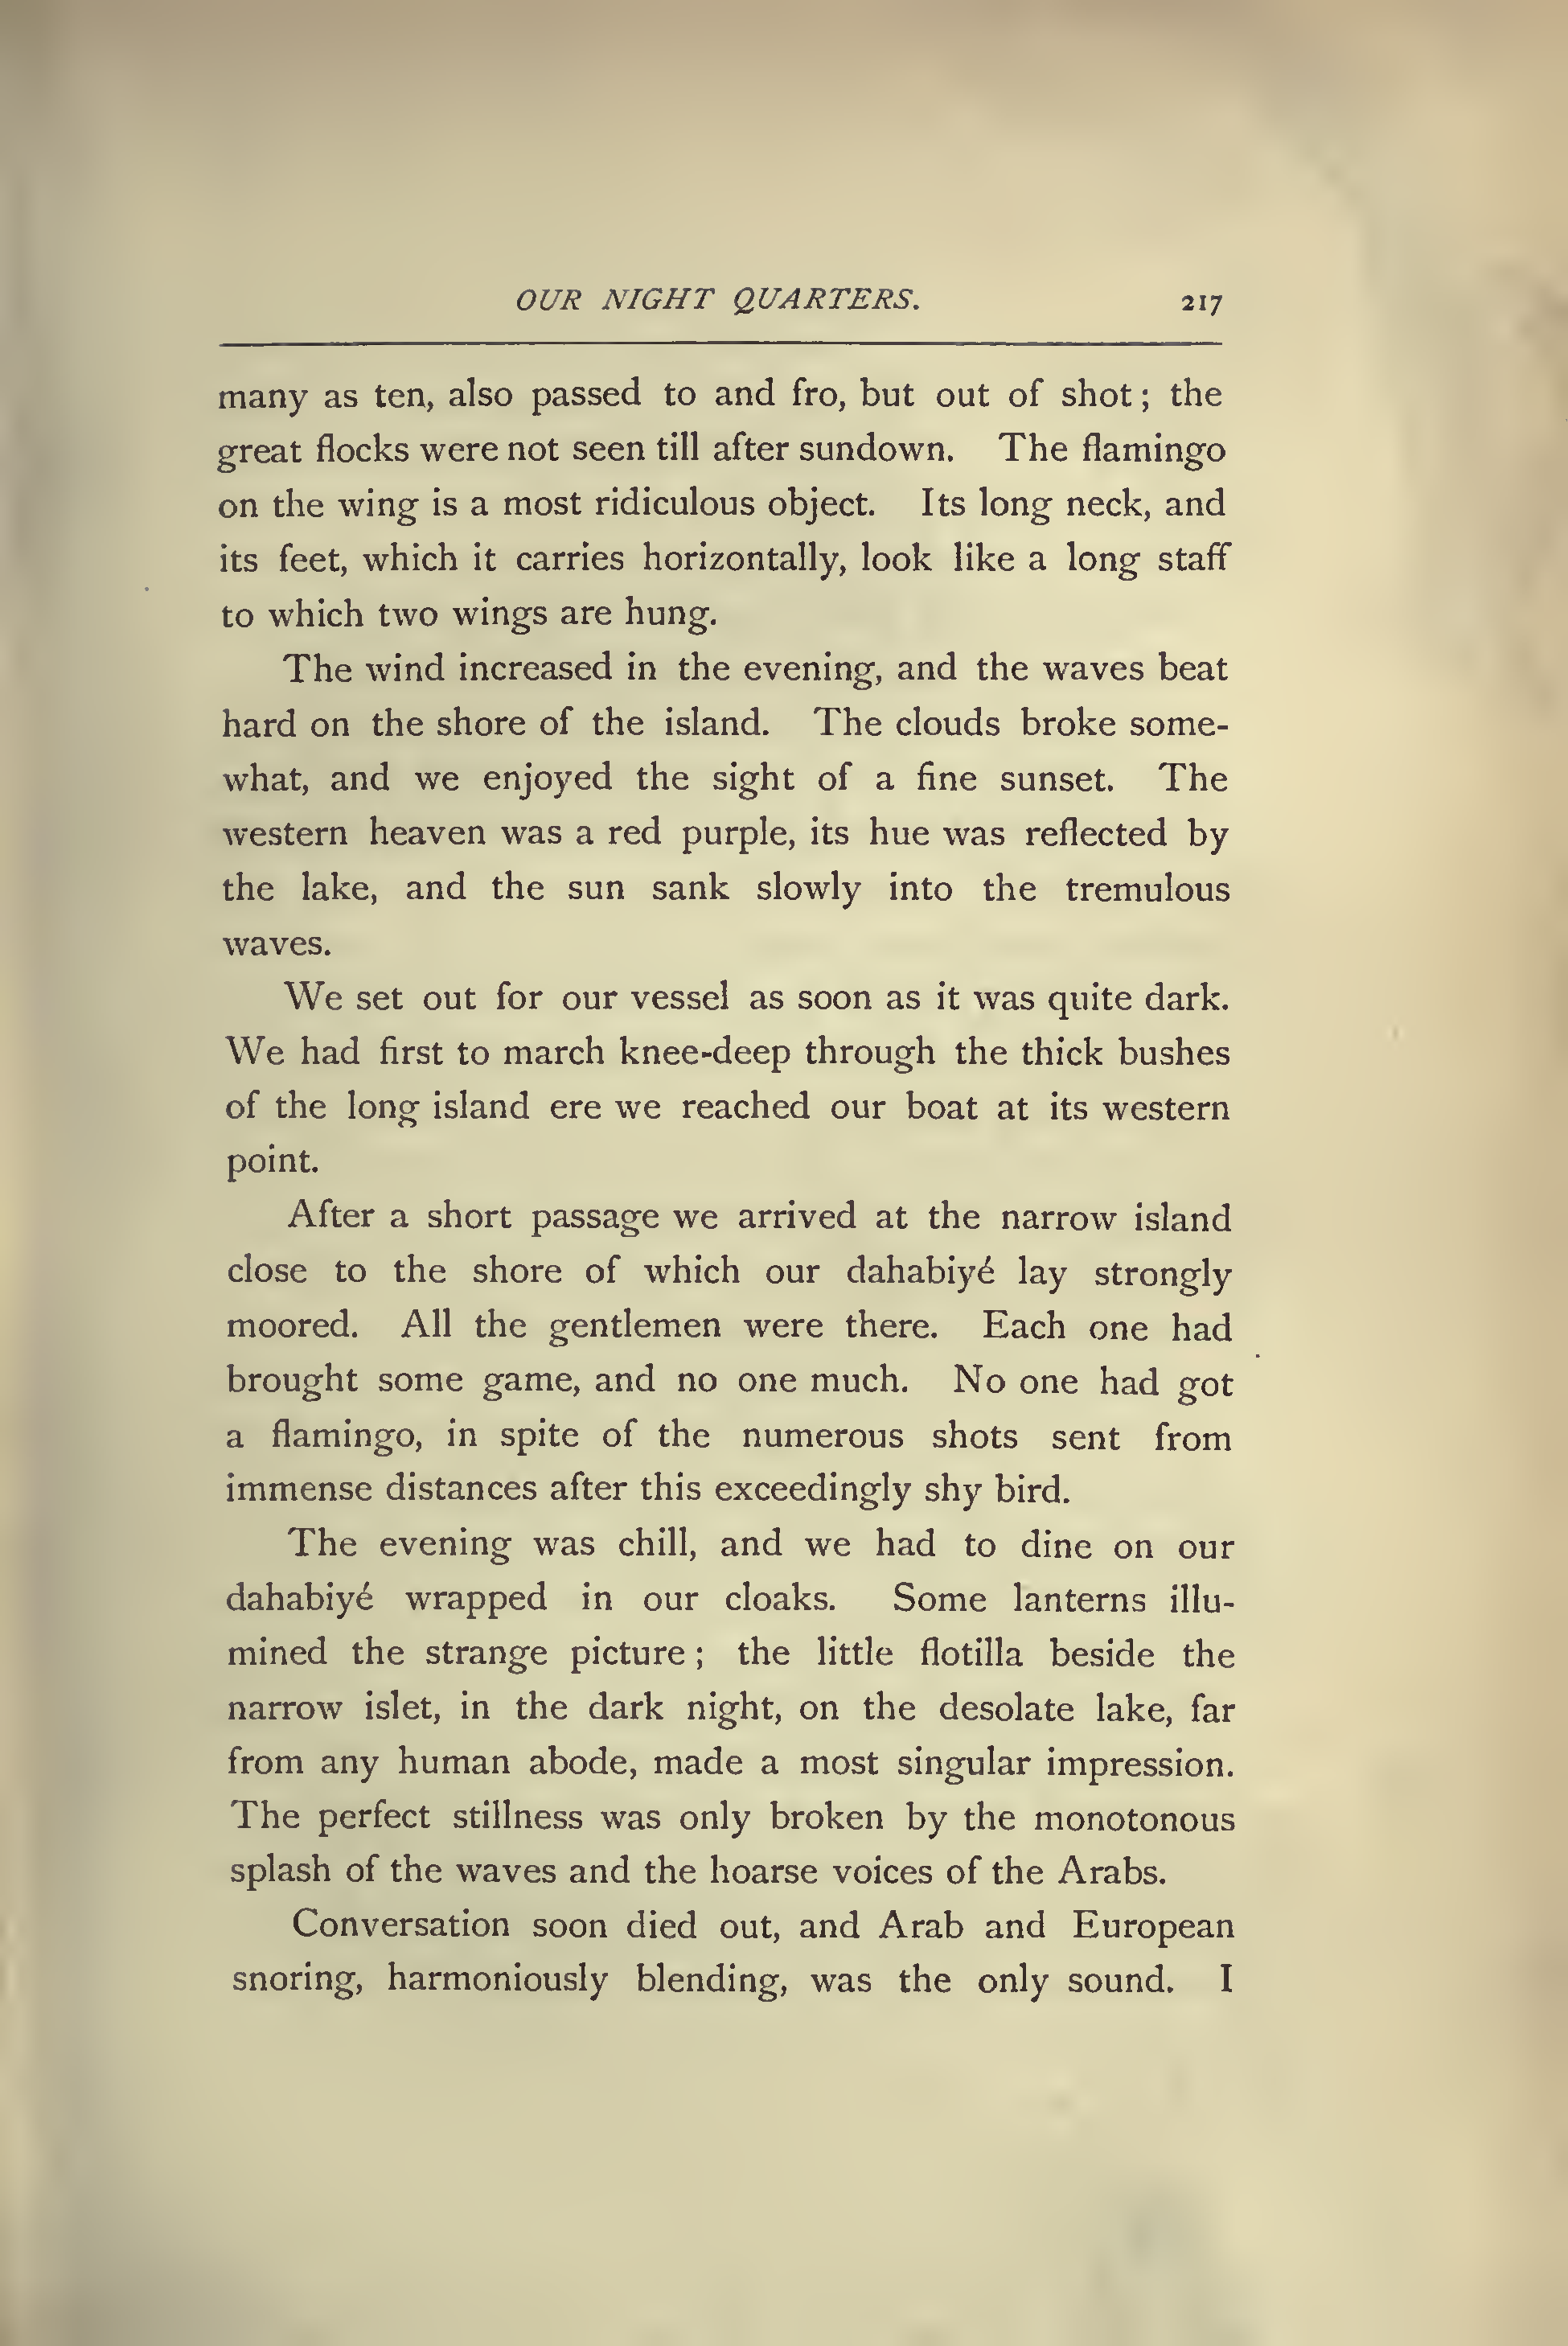 OUR NIGHT QUARTERS. 217
many as ten, also passed to and fro, but out of shot; the
great flocks were not seen till after sundown. The flamingo
on the wing is a most ridiculous object. Its long neck, and
its feet, which it carries horizontally, look like a long staff
to which two wings are hung.
The wind increased in the evening, and the waves beat
hard on the shore of the island. The clouds broke some-
what, and we enjoyed the sight of a fine sunset. The
western heaven was a red purple, its hue was reflected by
the lake, and the sun sank slowly into the tremulous
waves.
We set out for our vessel as soon as it was quite dark.
We had first to march knee-deep through the thick bushes
of the long island ere we reached our boat at its western
point.
After a short passage we arrived at the narrow island
close to the shore of which our dahabiyé lay strongly
moored. All the gentlemen were there. Each one had
brought some game, and no one much. No one had got
a flamingo, in spite of the numerous shots sent from
immense distances after this exceedingly shy bird.
The evening was chill, and we had to dine on our
dahabiyé wrapped in our cloaks. Some lanterns illu-
mined the strange picture; the little flotilla beside the
narrow islet, in the dark night, on the desolate lake, far
from any human abode, made a most singular impression.
The perfect stillness was only broken by the monotonous
splash of the waves and the hoarse voices of the Arabs.
Conversation soon died out, and Arab and European
snoring, harmoniously blending, was the only sound. I